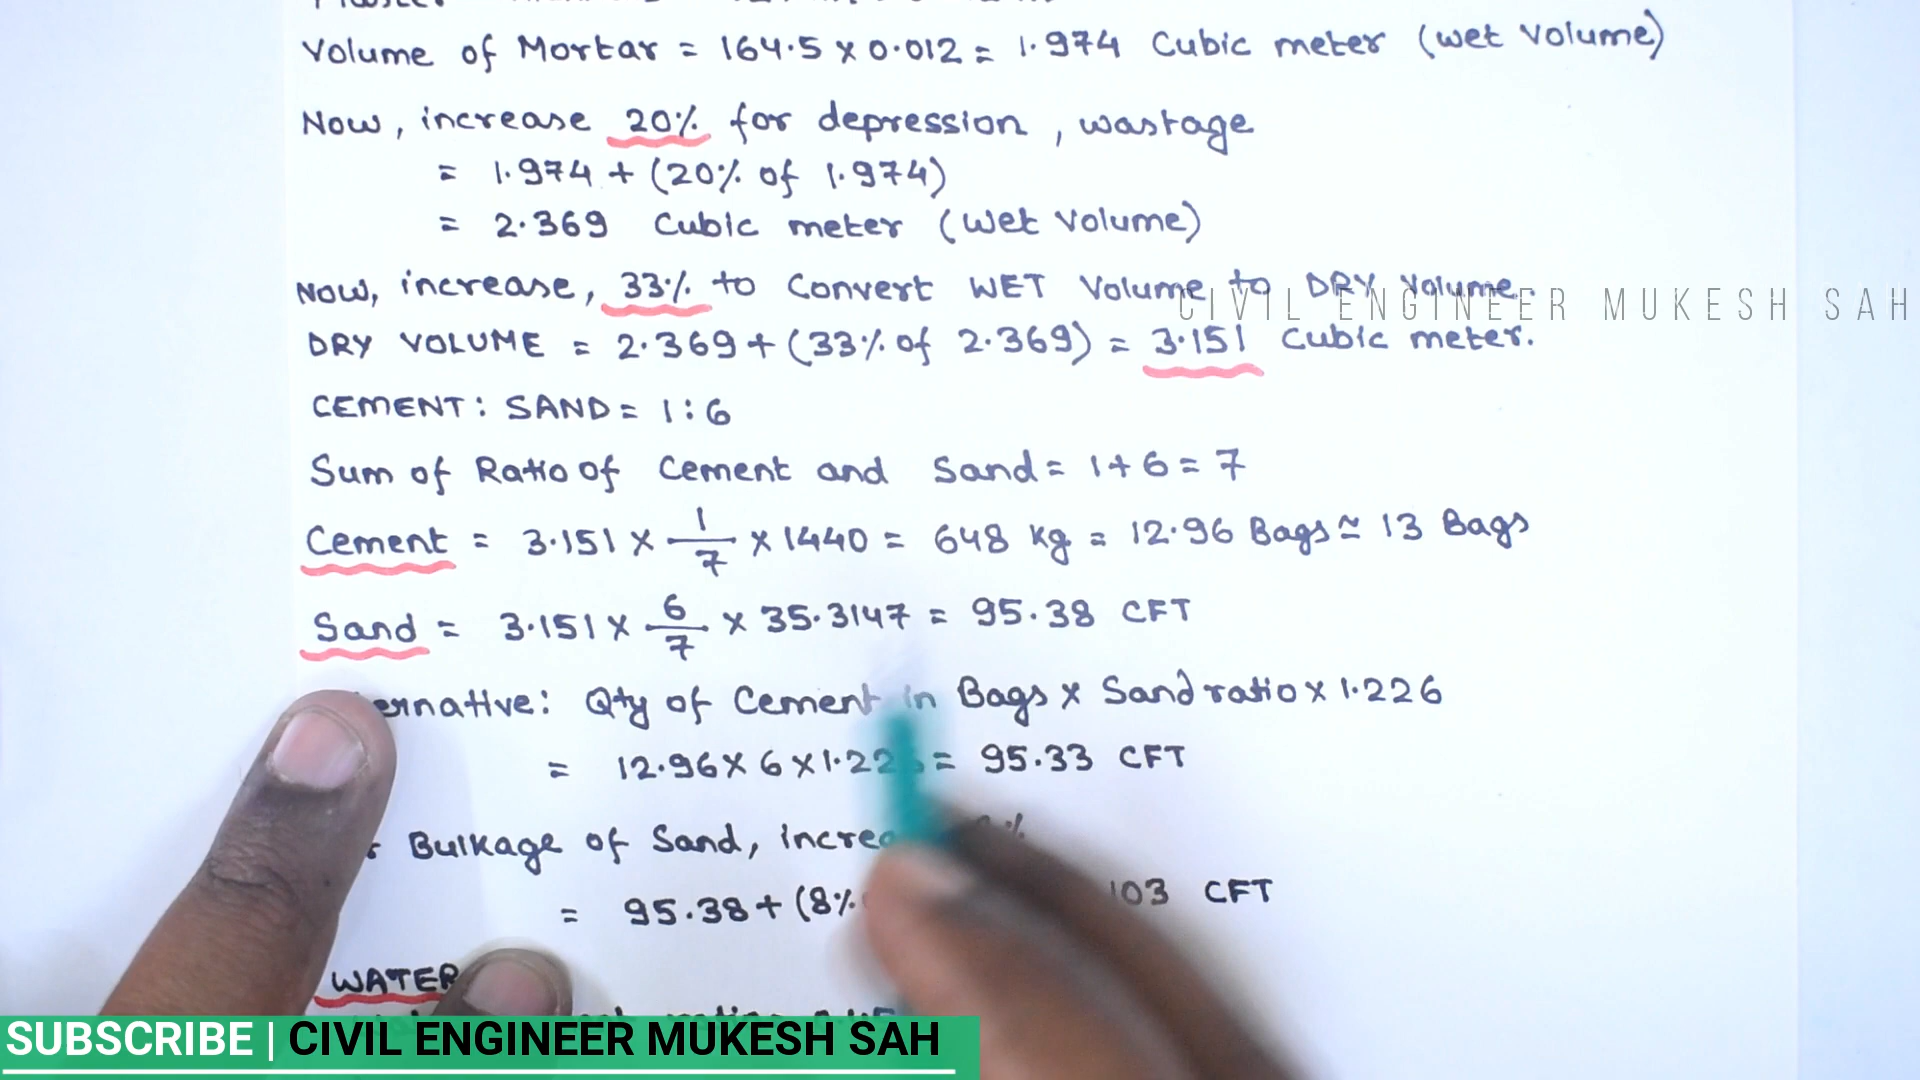 Volume of Mortar = 164.5 x 0.012 = 1.974 Cubic meter (wet Volume)
Now, increase 20% for depression, wastage
= 1.974 + (20% of 1.974)
= 2.369 Cubic meter (Wet Volume)
Now, increase, 33% to Convert WET Volume to DRY Volume.
CIVIL ENGINEER MUKESH SAH
DRY VOLUME = 2.369 + (33% of 2.369) = 3.151 Cubic meter.
CEMENT: SAND = 1:6
Sum of Ratio of Cement and Sand = 1+6 = 7
Cement = 3.151 x 1/7 x 1440 = 648 kg = 12.96 Bags ≃ 13 Bags
Sand = 3.151 x 6/7 x 35.3147 = 95.38 CFT
ernative: Qty of Cement in Bags x Sand ratio x 1.226
= 12.96 x 6 x 1.22 = 95.33 CFT
Bulkage of Sand, incre %
= 95.38 + (8% 103 CFT
WATER
SUBSCRIBE | CIVIL ENGINEER MUKESH SAH